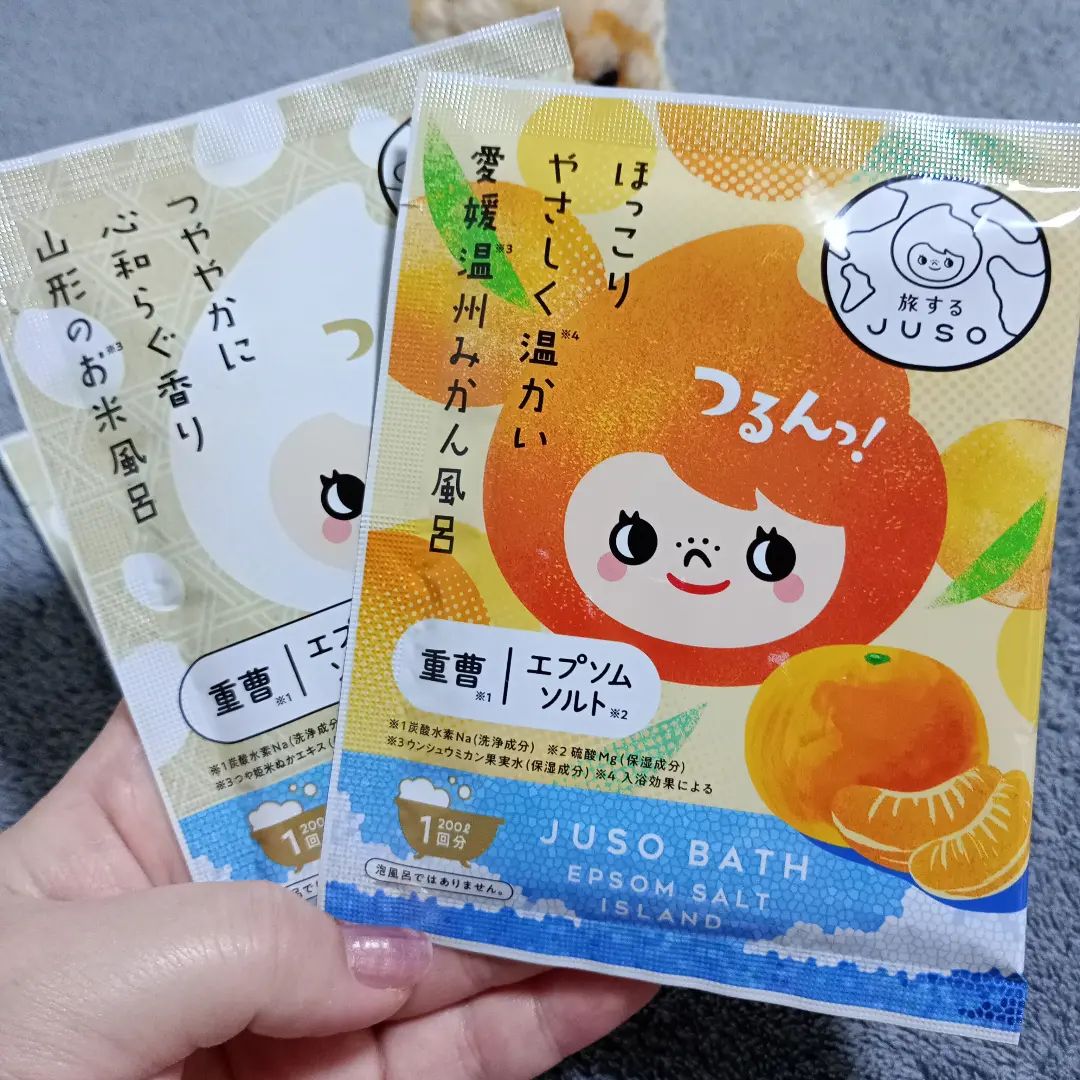 ほっこり
やさしく温かい※4
愛媛温州みかん風呂※3
旅する
JUSO
つるんっ!
重曹※1
エプソム
ソルト※2
※1炭酸水素Na(洗浄成分) ※2硫酸Mg(保湿成分)
※3ウンシュウミカン果実水(保湿成分) ※4入浴効果による
200ℓ
1回分
泡風呂ではありません。
JUSO BATH
EPSOM SALT
ISLAND
つややかに
心和らぐ香り
山形のお米風呂※3
つ
重曹※1
エプ
ソ
※1炭酸水素Na(洗浄成分
※3つや姫米ぬかエキス(
200
1回